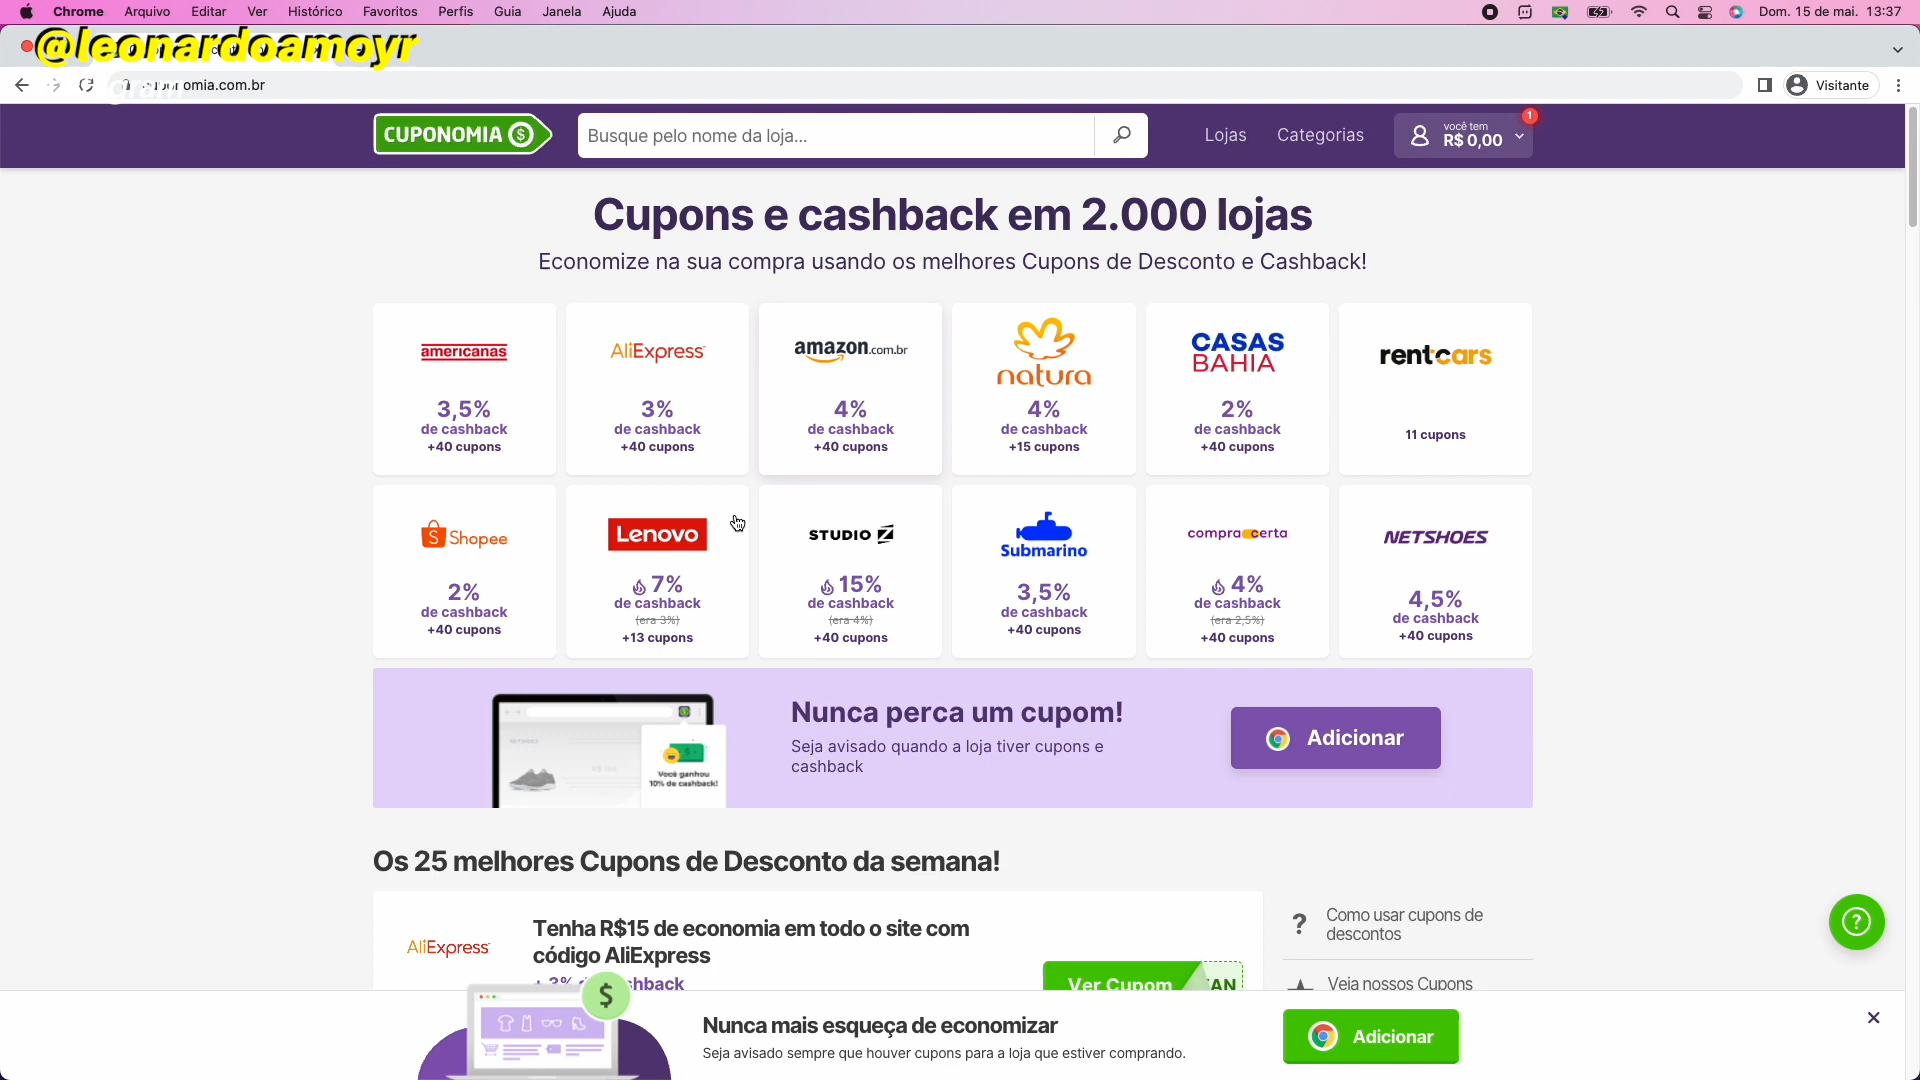 Chrome Arquivo Editar Ver Histórico Favoritos Perfis Guia Janela Ajuda Dom. 15 de mai. 13:37
@leonardoamoyr
omia.com.br Visitante
CUPONOMIA $ Busque pelo nome da loja... Lojas Categorias você tem R$ 0,00 1
Cupons e cashback em 2.000 lojas
Economize na sua compra usando os melhores Cupons de Desconto e Cashback!
americanas AliExpress amazon.com.br natura CASAS BAHIA rentcars
3,5% 3% 4% 4% 2%
de cashback de cashback de cashback de cashback de cashback 11 cupons
+40 cupons +40 cupons +40 cupons +15 cupons +40 cupons
Shopee Lenovo STUDIO Z Submarino compracerta NETSHOES
2% 7% 15% 3,5% 4% 4,5%
de cashback de cashback de cashback de cashback de cashback de cashback
(era 3%) (era 4%) (era 2,5%)
+40 cupons +13 cupons +40 cupons +40 cupons +40 cupons +40 cupons
Nunca perca um cupom!
Seja avisado quando a loja tiver cupons e
cashback
Adicionar
Você ganhou
10% de cashback!
Os 25 melhores Cupons de Desconto da semana!
AliExpress
Tenha R$15 de economia em todo o site com
código AliExpress
Ver Cupom
Como usar cupons de
descontos
Veja nossos Cupons
Nunca mais esqueça de economizar
Seja avisado sempre que houver cupons para a loja que estiver comprando.
Adicionar